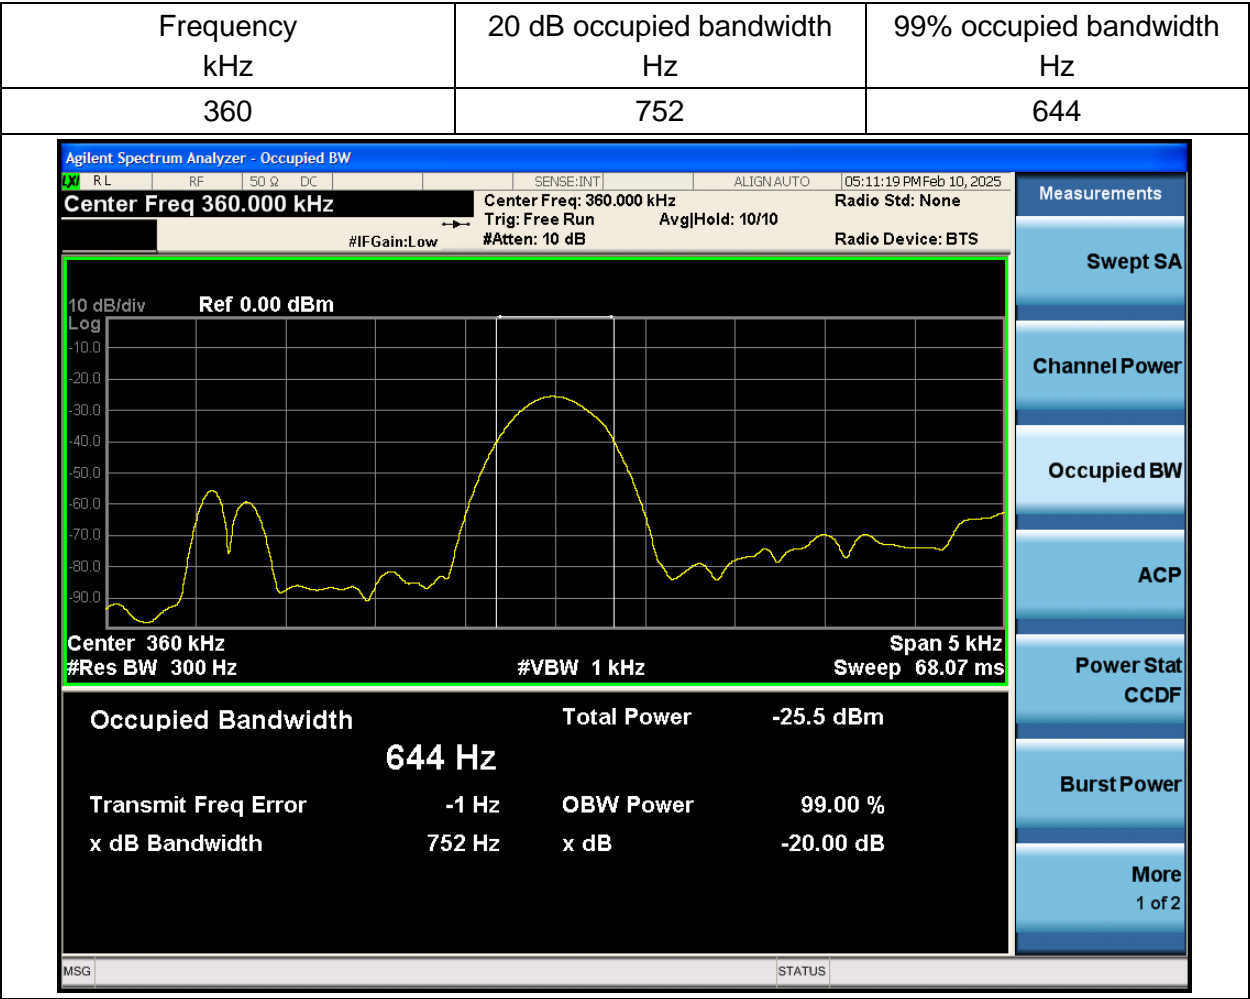 Frequency
kHz
20 dB occupied bandwidth
Hz
99% occupied bandwidth
Hz
360
752
644
Agilent Spectrum Analyzer - Occupied BW
LXI RL RF 50 Ω DC SENSE:INT ALIGN AUTO 05:11:19 PM Feb 10, 2025
Center Freq 360.000 kHz
Center Freq: 360.000 kHz
Radio Std: None
Trig: Free Run
Avg|Hold: 10/10
#IFGain:Low
#Atten: 10 dB
Radio Device: BTS
10 dB/div
Ref 0.00 dBm
Log
-10.0
-20.0
-30.0
-40.0
-50.0
-60.0
-70.0
-80.0
-90.0
Center 360 kHz
Span 5 kHz
#Res BW 300 Hz
#VBW 1 kHz
Sweep 68.07 ms
Occupied Bandwidth
Total Power -25.5 dBm
644 Hz
Transmit Freq Error -1 Hz
OBW Power 99.00 %
x dB Bandwidth 752 Hz
x dB -20.00 dB
Measurements
Swept SA
Channel Power
Occupied BW
ACP
Power Stat
CCDF
Burst Power
More
1 of 2
MSG
STATUS